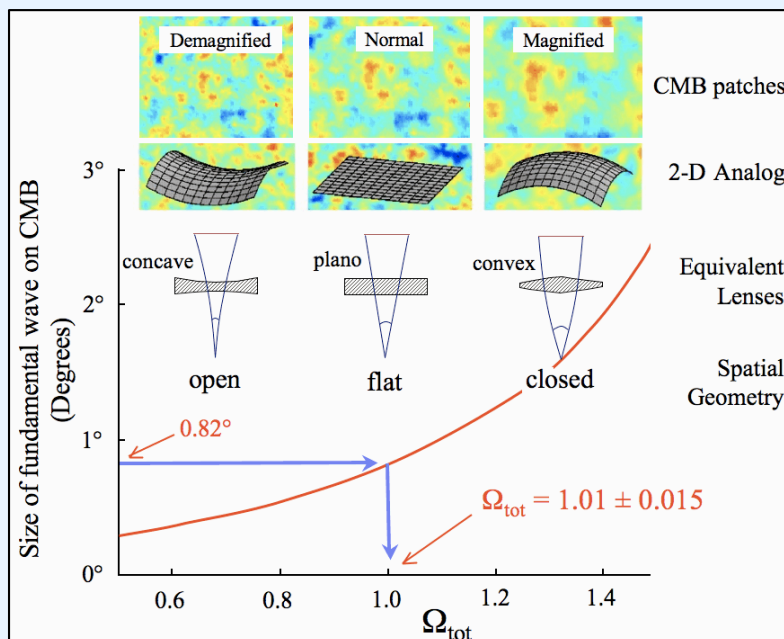 Demagnified
Normal
Magnified
CMB patches
2-D Analog
concave
plano
convex
Equivalent
Lenses
open
flat
closed
Spatial
Geometry
Size of fundamental wave on CMB
(Degrees)
3°
2°
1°
0°
0.82°
Ωtot = 1.01 ± 0.015
0.6
0.8
1.0
1.2
1.4
Ωtot